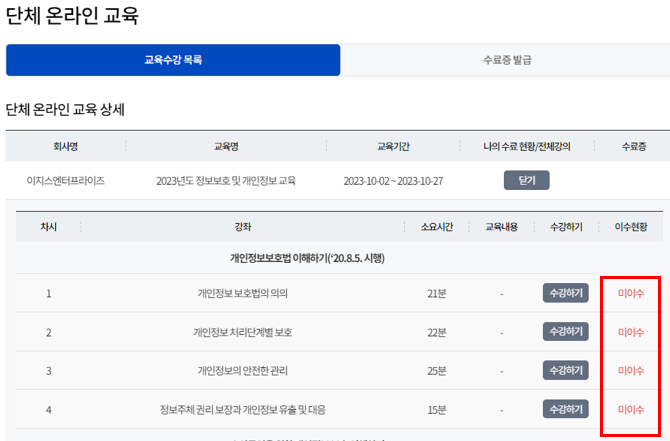 단체 온라인 교육
교육수강 목록 수료증 발급
단체 온라인 교육 상세
회사명 교육명 교육기간 나의 수료 현황/전체강의 수료증
이지스엔터프라이즈 2023년도 정보보호 및 개인정보 교육 2023-10-02 ~ 2023-10-27 닫기
차시 강좌 소요시간 교육내용 수강하기 이수현황
개인정보보호법 이해하기('20.8.5. 시행)
1 개인정보 보호법의 의의 21분 - 수강하기 미이수
2 개인정보 처리단계별 보호 22분 - 수강하기 미이수
3 개인정보의 안전한 관리 25분 - 수강하기 미이수
4 정보주체 권리 보장과 개인정보 유출 및 대응 15분 - 수강하기 미이수